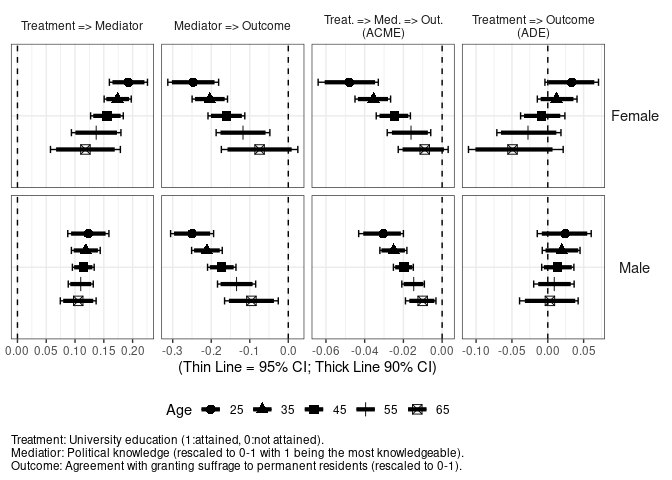 Treatment => Mediator
Mediator => Outcome
Treat. => Med. => Out.
(ACME)
Treatment => Outcome
(ADE)
Female
Male
0.00 0.05 0.10 0.15 0.20
-0.3 -0.2 -0.1 0.0
-0.06 -0.04 -0.02 0.00
-0.10 -0.05 0.00 0.05
(Thin Line = 95% CI; Thick Line 90% CI)
Age 25 35 45 55 65
Treatment: University education (1:attained, 0:not attained).
Mediatior: Political knowledge (rescaled to 0-1 with 1 being the most knowledgeable).
Outcome: Agreement with granting suffrage to permanent residents (rescaled to 0-1).